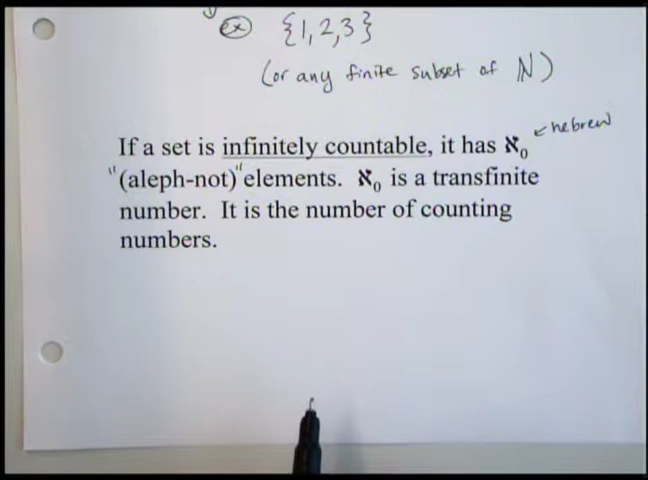 ex {1,2,3}
(or any finite subset of ℕ)
If a set is infinitely countable, it has ℵ₀ ← hebrew
"(aleph-not)" elements. ℵ₀ is a transfinite
number. It is the number of counting
numbers.